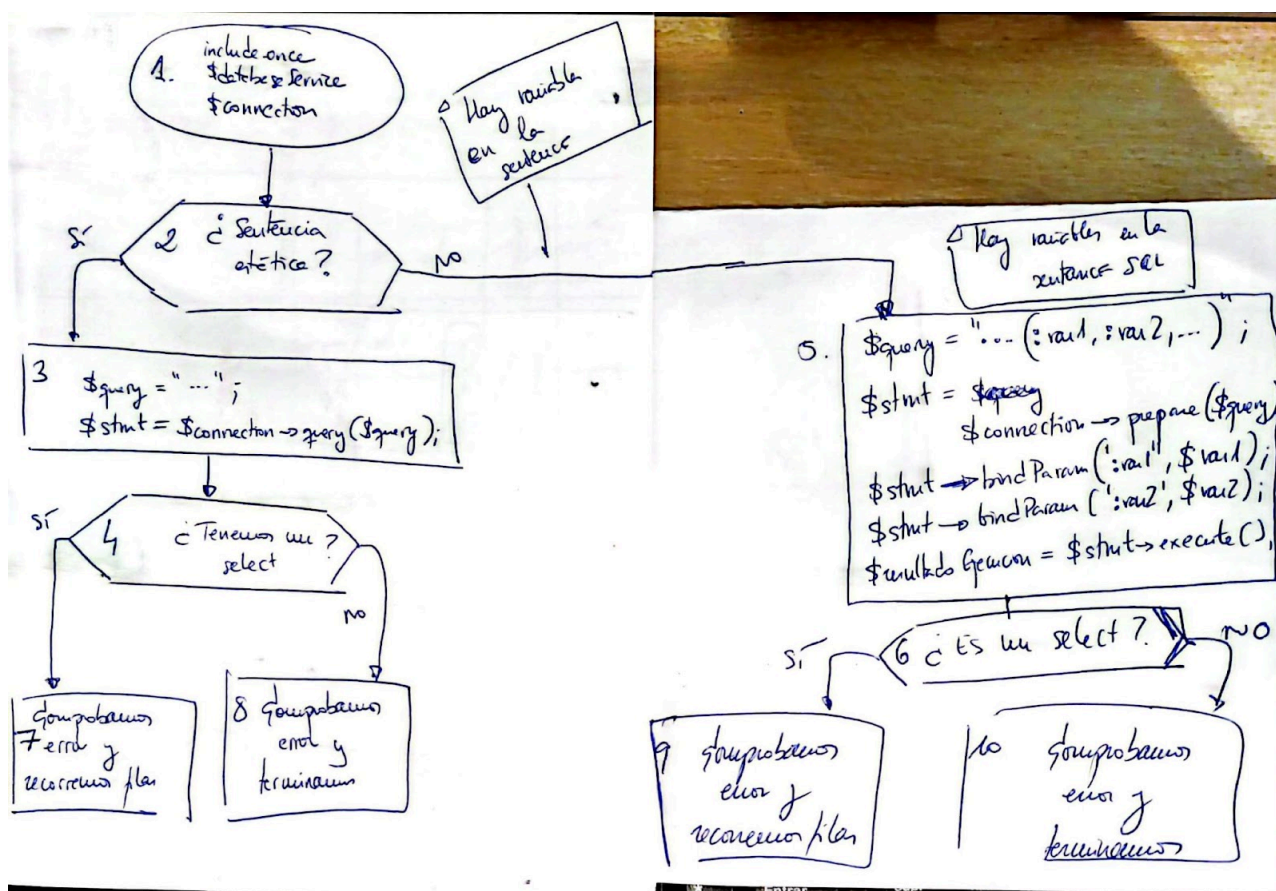 1. include once
$databaseService
$connection
Hay variables
en la
sentence
2 ¿Sentencia
estática?
Sí
NO
3 $query = "...";
$stmt = $connection→query($query);
4 ¿Tenemos un ?
select
SÍ
NO
7 Comprobamos
error y
recorremos filas
8 Comprobamos
error y
terminamos
Hay variables en la
sentence SQL
5. $query = "... (:var1, :var2, ...)";
$stmt =
$connection→prepare($query)
$stmt→bindParam(':var1', $var1);
$stmt→bindParam(':var2', $var2);
= $stmt→execute();
6 ¿ES un select?
SÍ
NO
9 Comprobamos
error y
recorremos filas
10 Comprobamos
error y
terminamos
Entrar